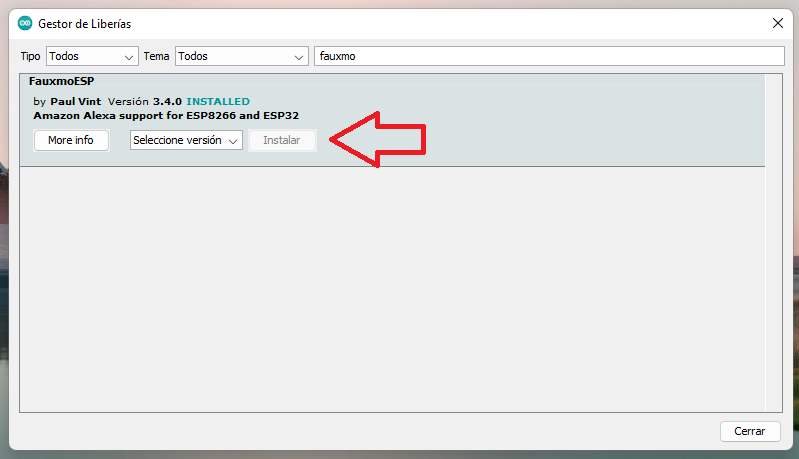 Gestor de Liberías
Tipo Todos Tema Todos fauxmo
FauxmoESP
by Paul Vint Versión 3.4.0 INSTALLED
Amazon Alexa support for ESP8266 and ESP32
More info Seleccione versión Instalar
Cerrar